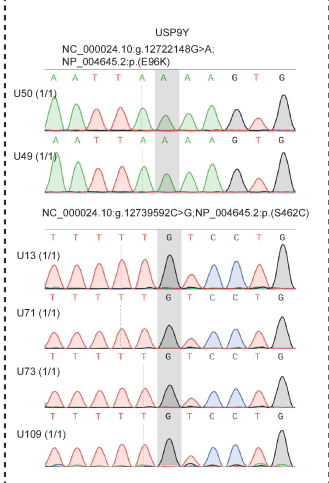 USP9Y
NC_000024.10:g.12722148G>A;
NP_004645.2:p.(E96K)
A A T T A A A A G T G
U50 (1/1)
A A T T A A A A G T G
U49 (1/1)
NC_000024.10:g.12739592C>G;NP_004645.2:p.(S462C)
T T T T T G T C C T G
U13 (1/1)
T T T T T G T C C T G
U71 (1/1)
T T T T T G T C C T G
U73 (1/1)
T T T T T G T C C T G
U109 (1/1)